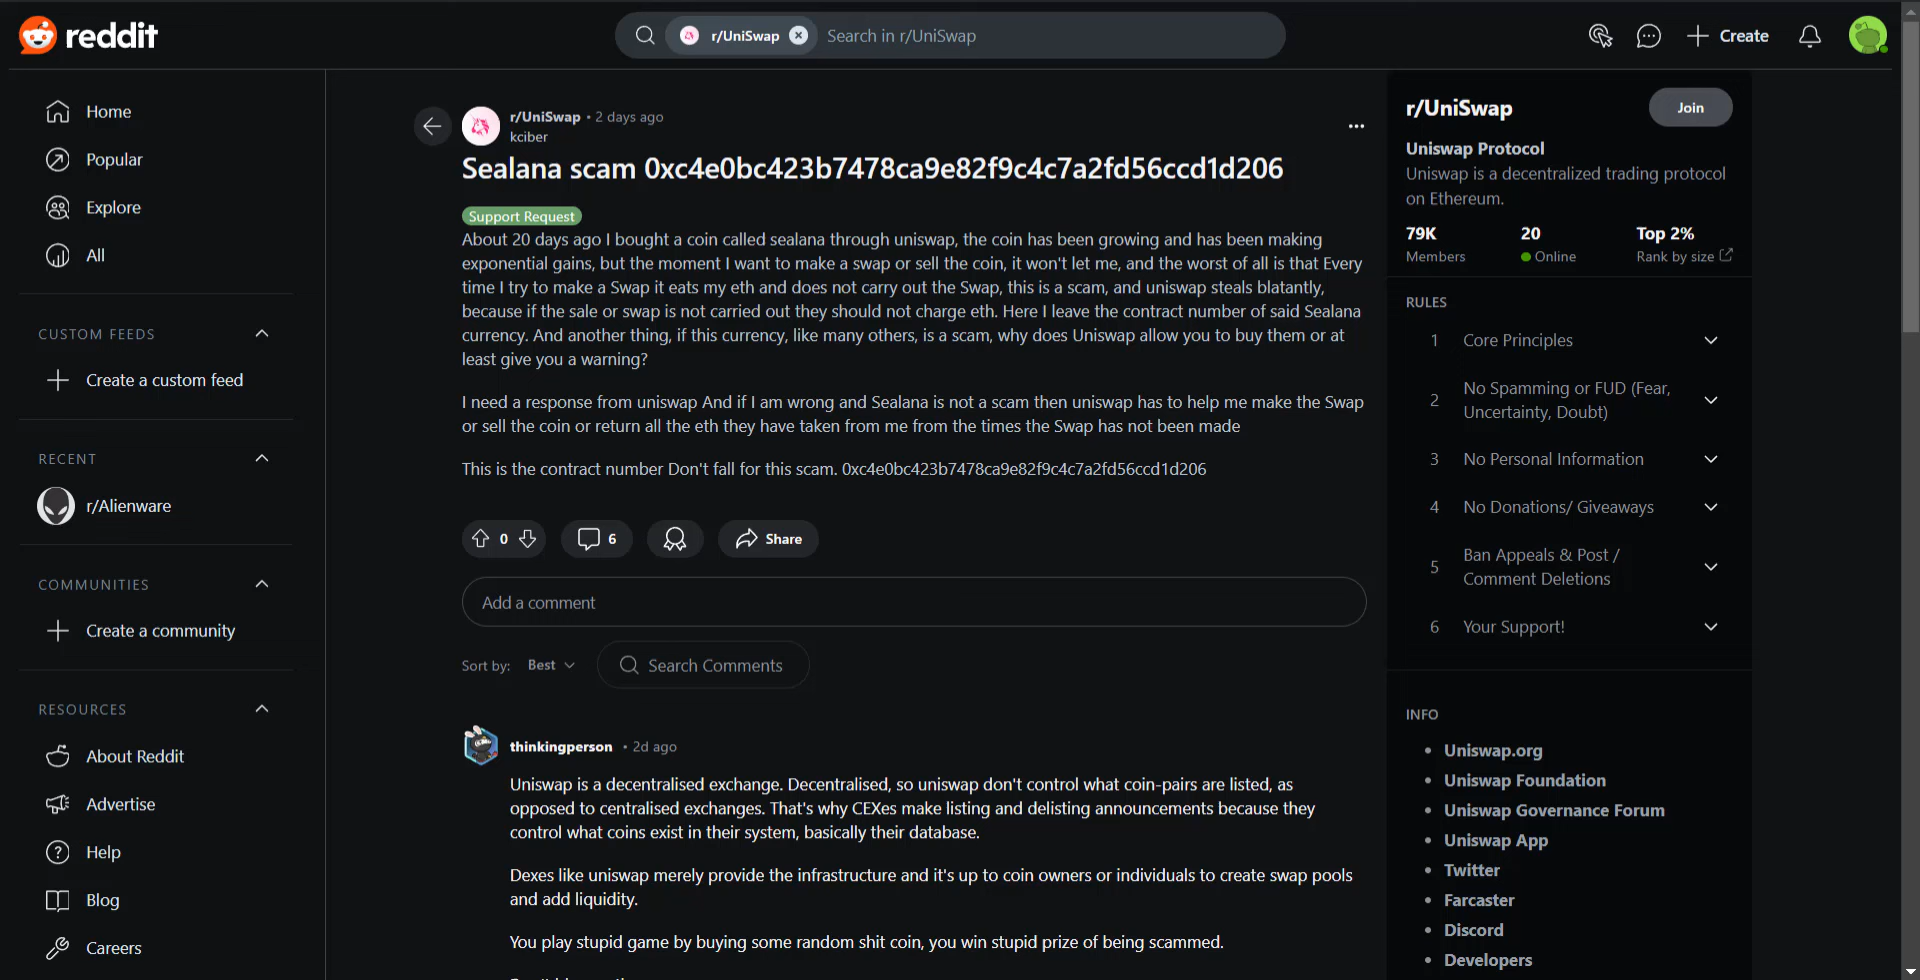 reddit
r/UniSwap
Search in r/UniSwap
Create
Home
Popular
Explore
All
CUSTOM FEEDS
Create a custom feed
RECENT
r/Alienware
COMMUNITIES
Create a community
RESOURCES
About Reddit
Advertise
Help
Blog
Careers
r/UniSwap • 2 days ago
kciber
Sealana scam 0xc4e0bc423b7478ca9e82f9c4c7a2fd56ccd1d206
Support Request
About 20 days ago I bought a coin called sealana through uniswap, the coin has been growing and has been making
exponential gains, but the moment I want to make a swap or sell the coin, it won't let me, and the worst of all is that Every
time I try to make a Swap it eats my eth and does not carry out the Swap, this is a scam, and uniswap steals blatantly,
because if the sale or swap is not carried out they should not charge eth. Here I leave the contract number of said Sealana
currency. And another thing, if this currency, like many others, is a scam, why does Uniswap allow you to buy them or at
least give you a warning?
I need a response from uniswap And if I am wrong and Sealana is not a scam then uniswap has to help me make the Swap
or sell the coin or return all the eth they have taken from me from the times the Swap has not been made
This is the contract number Don't fall for this scam. 0xc4e0bc423b7478ca9e82f9c4c7a2fd56ccd1d206
0
6
Share
Add a comment
Sort by: Best
Search Comments
thinkingperson • 2d ago
Uniswap is a decentralised exchange. Decentralised, so uniswap don't control what coin-pairs are listed, as
opposed to centralised exchanges. That's why CEXes make listing and delisting announcements because they
control what coins exist in their system, basically their database.
Dexes like uniswap merely provide the infrastructure and it's up to coin owners or individuals to create swap pools
and add liquidity.
You play stupid game by buying some random shit coin, you win stupid prize of being scammed.
r/UniSwap
Join
Uniswap Protocol
Uniswap is a decentralized trading protocol
on Ethereum.
79K 20 Top 2%
Members Online Rank by size
RULES
1 Core Principles
2 No Spamming or FUD (Fear,
Uncertainty, Doubt)
3 No Personal Information
4 No Donations/ Giveaways
5 Ban Appeals & Post /
Comment Deletions
6 Your Support!
INFO
• Uniswap.org
• Uniswap Foundation
• Uniswap Governance Forum
• Uniswap App
• Twitter
• Farcaster
• Discord
• Developers